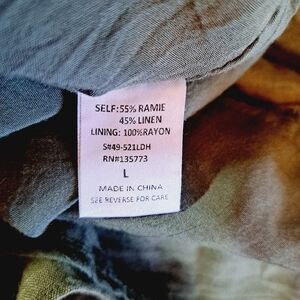 SELF:55% RAMIE
45% LINEN
LINING: 100%RAYON
S#49-521LDH
RN#135773
L
MADE IN CHINA
SEE REVERSE FOR CARE